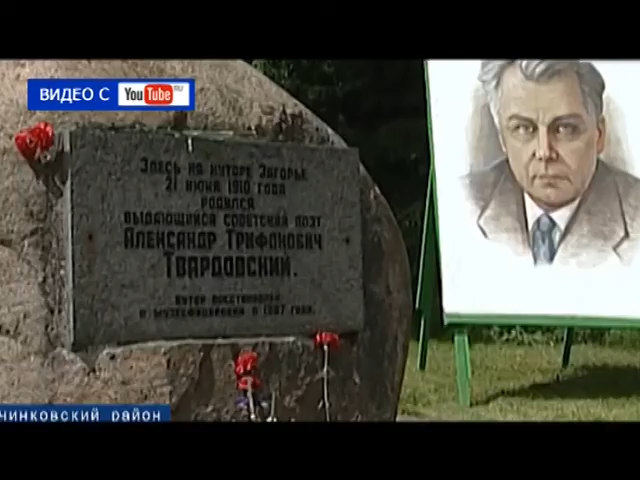 ВИДЕО С YouTube RU
Здесь на хуторе Загорье
21 июня 1910 года
родился
выдающийся советский поэт
Александр Трифонович
Твардовский.
Хутор восстановлен
и музеефицирован в 1987 году.
чинковский район